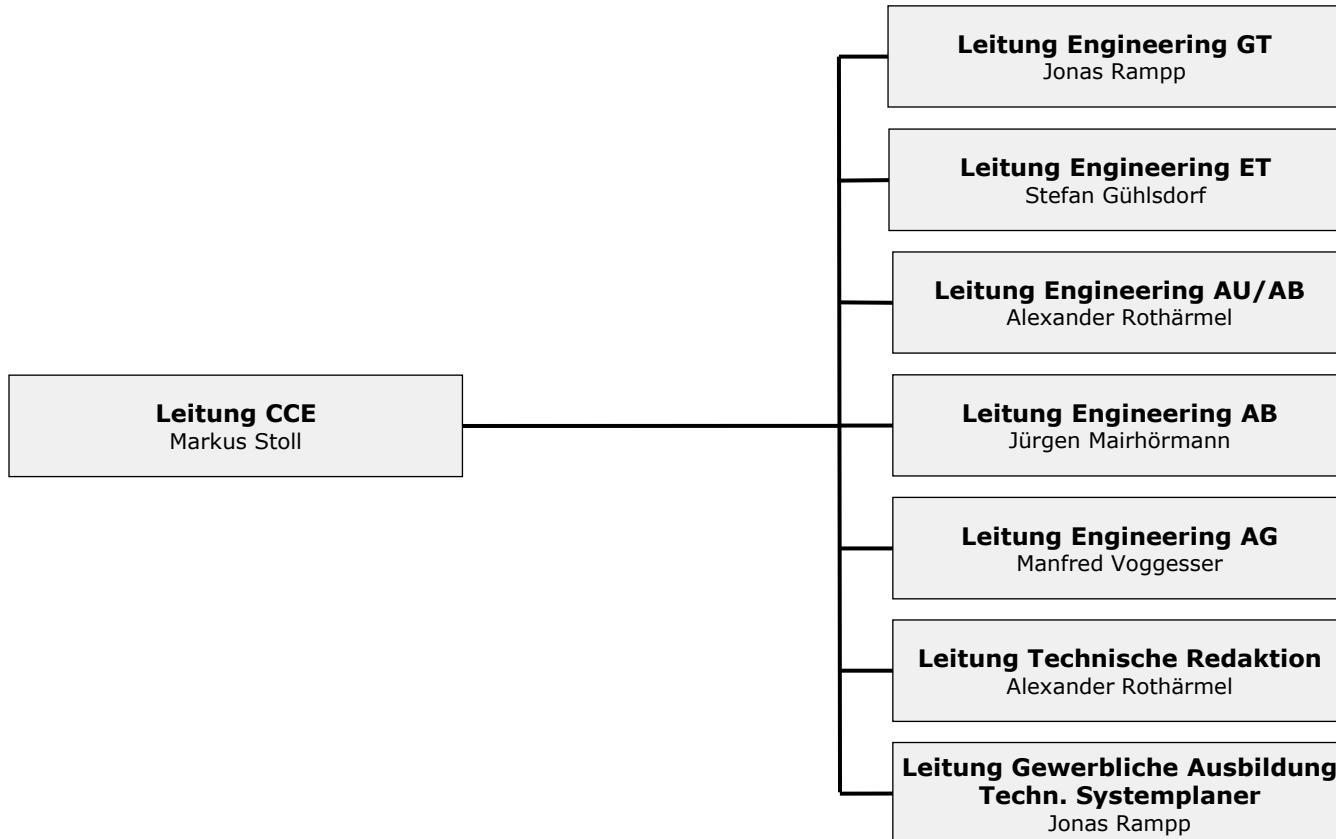 Leitung Engineering GT
Jonas Rampp
Leitung Engineering ET
Stefan Gühlsdorf
Leitung Engineering AU/AB
Alexander Rothärmel
Leitung CCE
Markus Stoll
Leitung Engineering AB
Jürgen Mairhörmann
Leitung Engineering AG
Manfred Voggesser
Leitung Technische Redaktion
Alexander Rothärmel
Leitung Gewerbliche Ausbildung
Techn. Systemplaner
Jonas Rampp